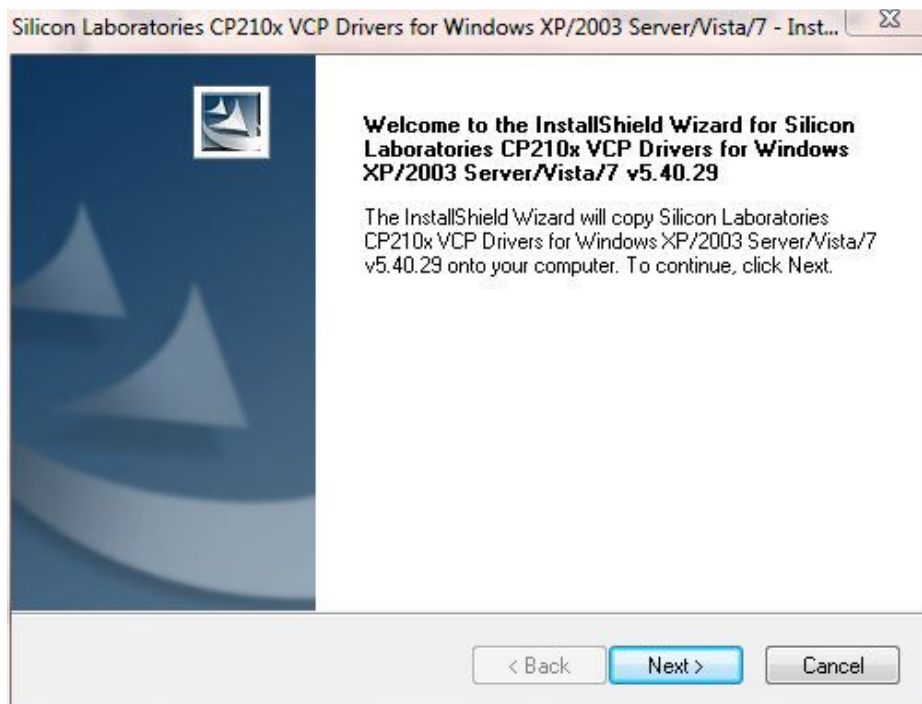 Silicon Laboratories CP210x VCP Drivers for Windows XP/2003 Server/Vista/7 - Inst...
Welcome to the InstallShield Wizard for Silicon
Laboratories CP210x VCP Drivers for Windows
XP/2003 Server/Vista/7 v5.40.29
The InstallShield Wizard will copy Silicon Laboratories
CP210x VCP Drivers for Windows XP/2003 Server/Vista/7
v5.40.29 onto your computer. To continue, click Next.
< Back Next > Cancel